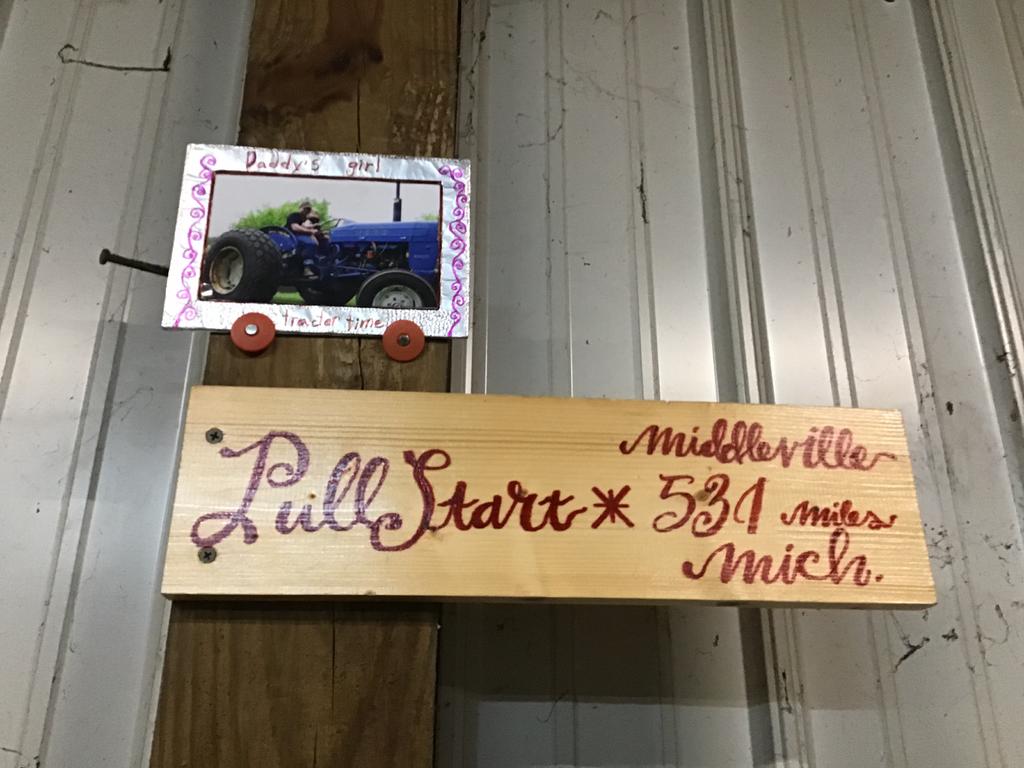 Daddy's girl
tractor time
Middleville
Pull Start * 531 miles
Mich.